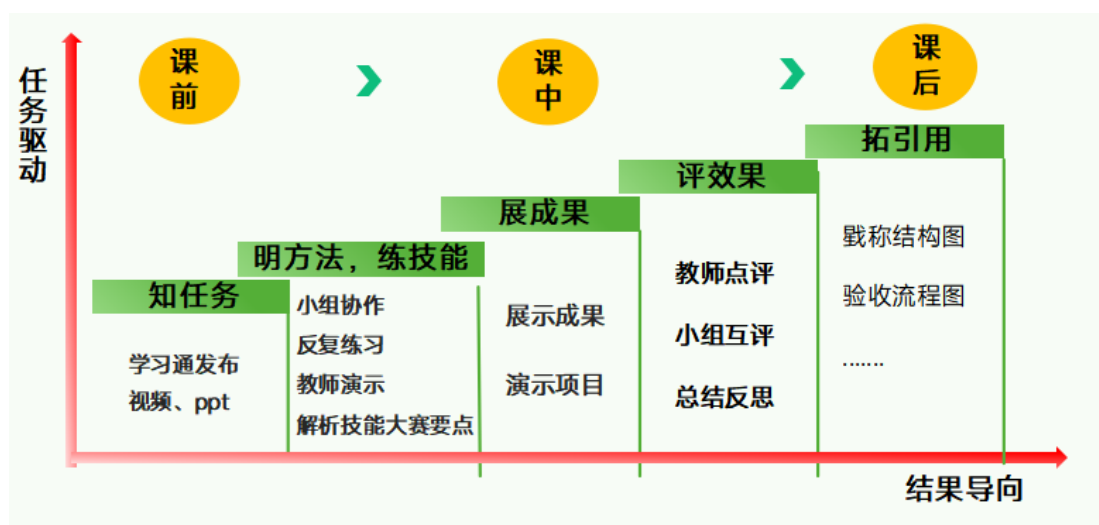 任务驱动
课前
课中
课后
知任务
学习通发布
视频、ppt
明方法，练技能
小组协作
反复练习
教师演示
解析技能大赛要点
展成果
展示成果
演示项目
评效果
教师点评
小组互评
总结反思
拓引用
戥称结构图
验收流程图
……
结果导向